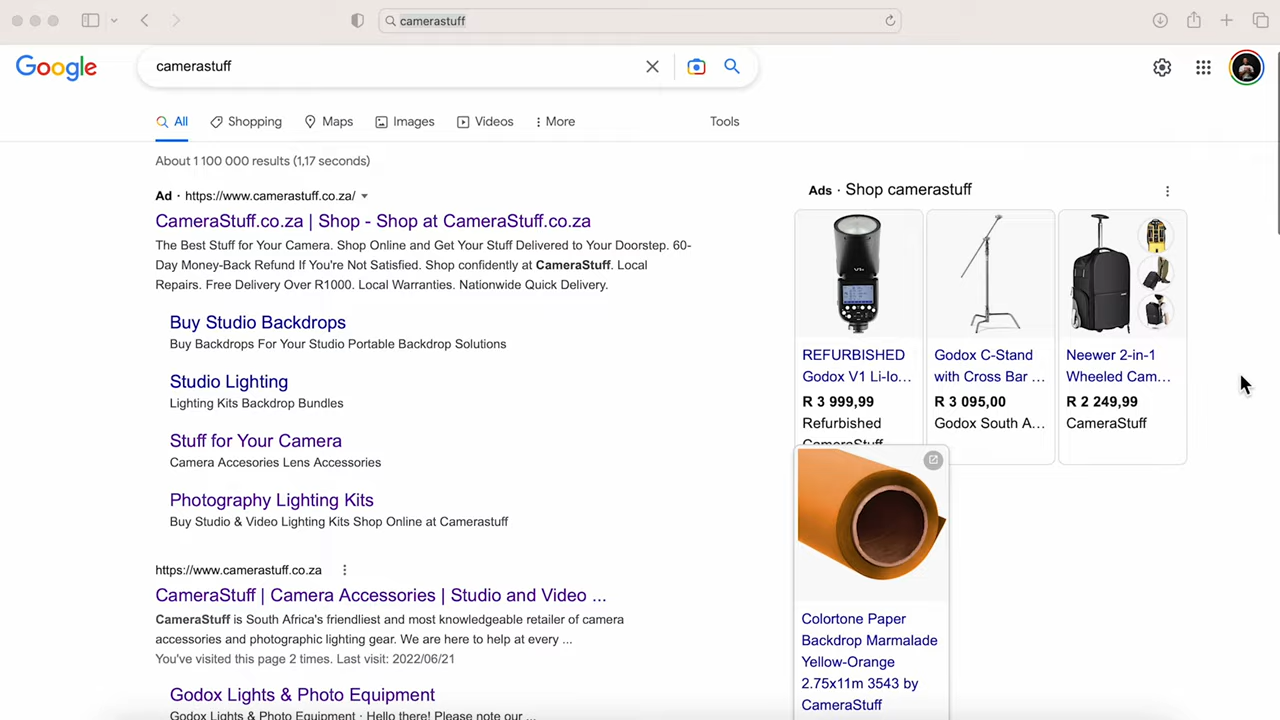 camerastuff
Google
camerastuff
All
Shopping
Maps
Images
Videos
More
Tools
About 1 100 000 results (1,17 seconds)
Ad · https://www.camerastuff.co.za/
CameraStuff.co.za | Shop - Shop at CameraStuff.co.za
The Best Stuff for Your Camera. Shop Online and Get Your Stuff Delivered to Your Doorstep. 60-
Day Money-Back Refund If You're Not Satisfied. Shop confidently at CameraStuff. Local
Repairs. Free Delivery Over R1000. Local Warranties. Nationwide Quick Delivery.
Buy Studio Backdrops
Buy Backdrops For Your Studio Portable Backdrop Solutions
Studio Lighting
Lighting Kits Backdrop Bundles
Stuff for Your Camera
Camera Accesories Lens Accessories
Photography Lighting Kits
Buy Studio & Video Lighting Kits Shop Online at Camerastuff
https://www.camerastuff.co.za
CameraStuff | Camera Accessories | Studio and Video ...
CameraStuff is South Africa's friendliest and most knowledgeable retailer of camera
accessories and photographic lighting gear. We are here to help at every ...
You've visited this page 2 times. Last visit: 2022/06/21
Godox Lights & Photo Equipment
Godox Lights & Photo Equipment · Hello there! Please note our ...
Ads · Shop camerastuff
REFURBISHED
Godox V1 Li-Io...
R 3 999,99
Refurbished
CameraStuff
Godox C-Stand
with Cross Bar ...
R 3 095,00
Godox South A...
Neewer 2-in-1
Wheeled Cam...
R 2 249,99
CameraStuff
Colortone Paper
Backdrop Marmalade
Yellow-Orange
2.75x11m 3543 by
CameraStuff